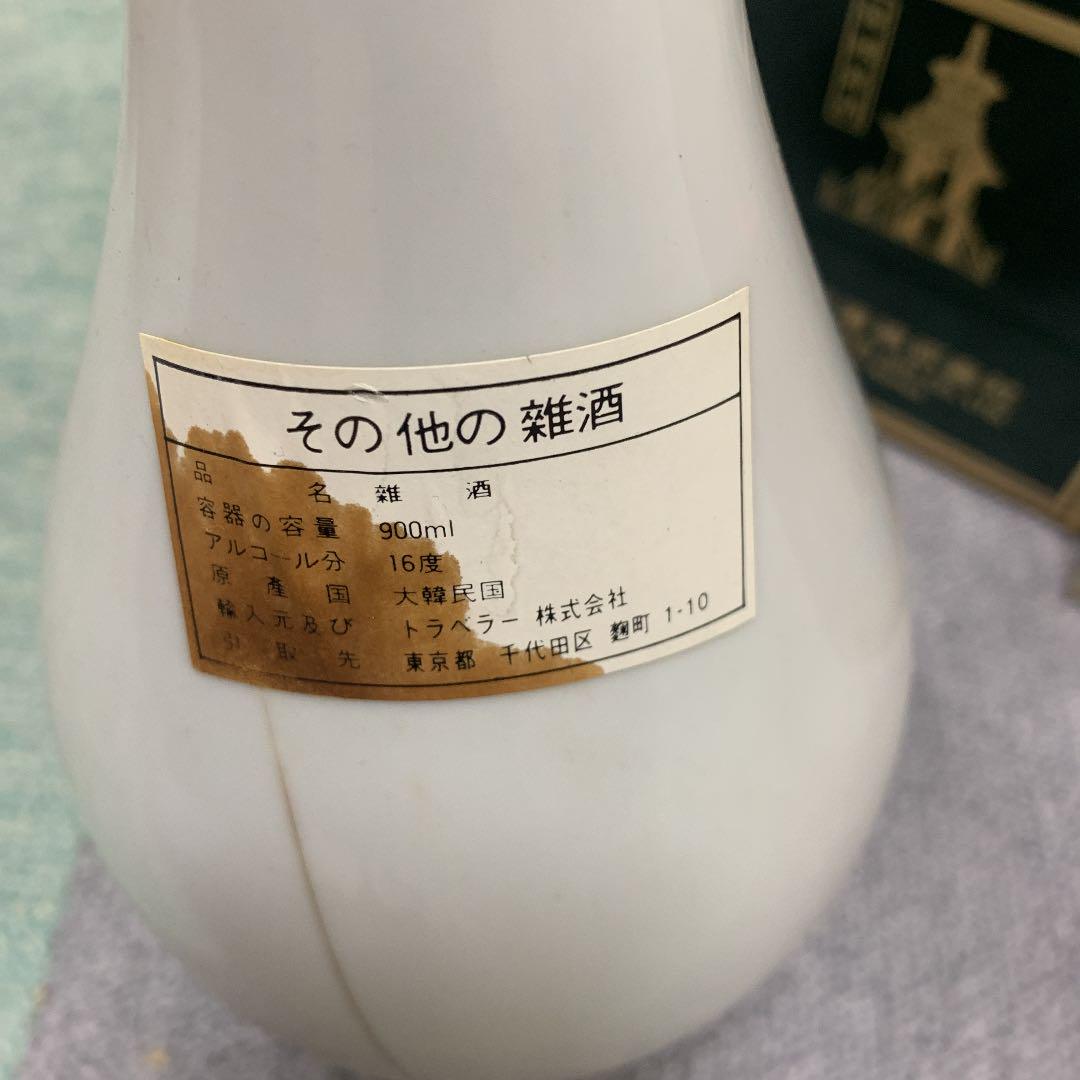 その他の雜酒
品名 雜酒
容器の容量 900ml
アルコール分 16度
原産国 大韓民国
輸入元及び トラベラー 株式会社
引取先 東京都 千代田区 麹町 1-10